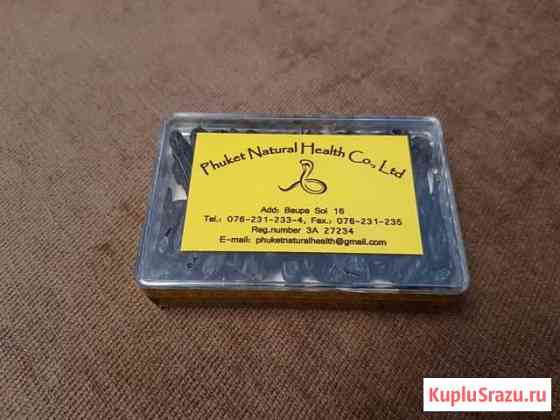 Phuket Natural Health Co., Ltd
Add: Baupa Soi 16
Tel.: 076-231-233-4, Fax.: 076-231-235
Reg.number 3A 27234
E-mail: phuketnaturalhealth@gmail.com
KupluSrazu.ru